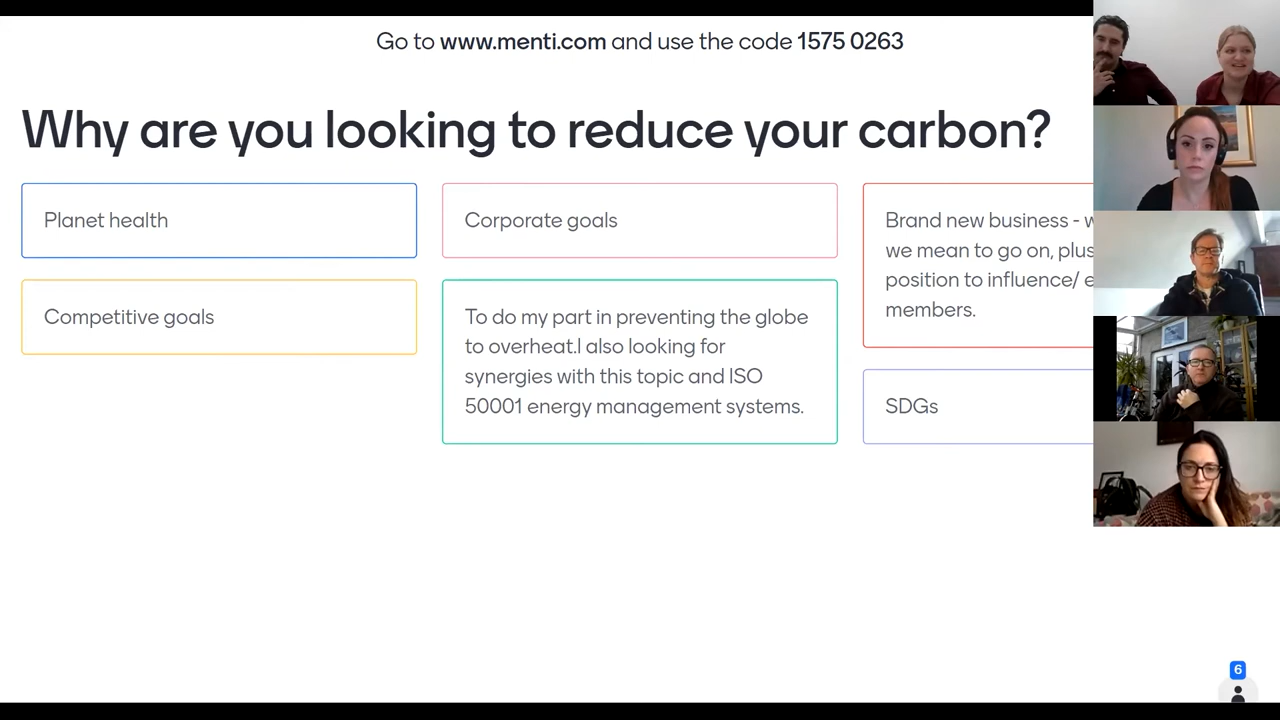 Go to www.menti.com and use the code 1575 0263
Why are you looking to reduce your carbon?
Planet health
Competitive goals
Corporate goals
To do my part in preventing the globe
to overheat.I also looking for
synergies with this topic and ISO
50001 energy management systems.
Brand new business -
we mean to go on, plus
position to influence/
members.
SDGs
6